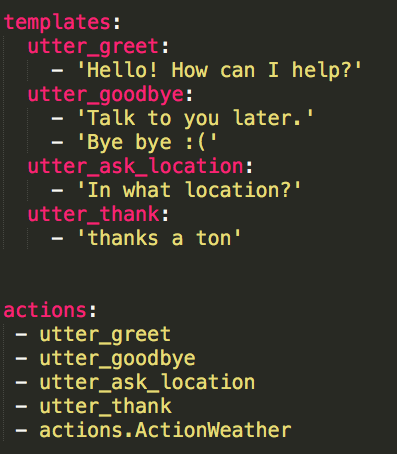 templates:
  utter_greet:
    - 'Hello! How can I help?'
  utter_goodbye:
    - 'Talk to you later.'
    - 'Bye bye :('
  utter_ask_location:
    - 'In what location?'
  utter_thank:
    - 'thanks a ton'
actions:
 - utter_greet
 - utter_goodbye
 - utter_ask_location
 - utter_thank
 - actions.ActionWeather